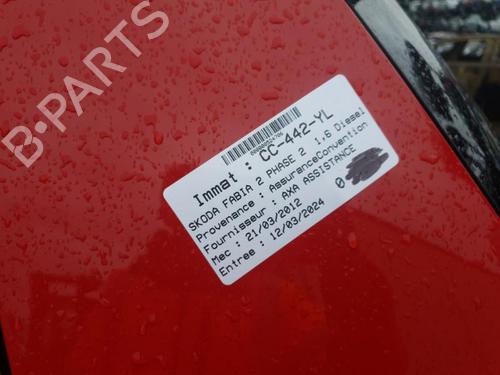 B-PARTS
Immat : CC-442-YL
SKODA FABIA 2 PHASE 2 1,6 Diesel
Provenance : AssuranceConvention
Fournisseur : AXA ASSISTANCE
Mec : 21/03/2012
Entree : 12/03/2024
0